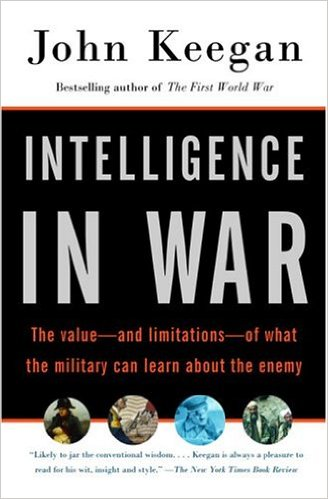 John Keegan
Bestselling author of The First World War
INTELLIGENCE
IN WAR
The value—and limitations—of what
the military can learn about the enemy
"Likely to jar the conventional wisdom. . . . Keegan is always a pleasure to
read for his wit, insight and style." —The New York Times Book Review